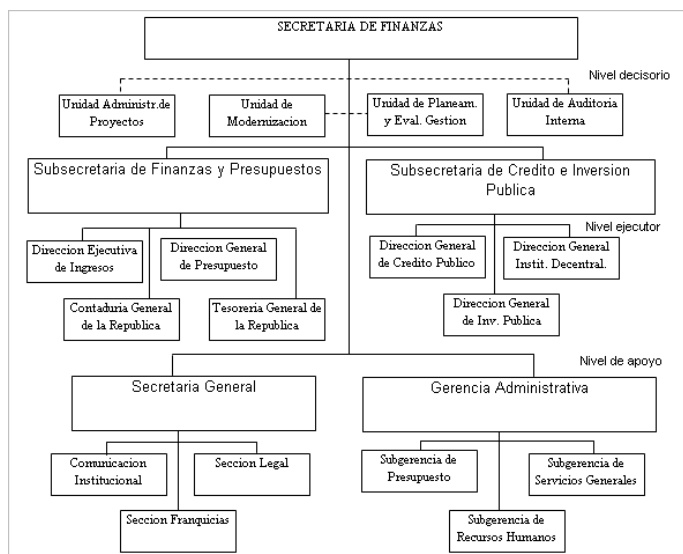 SECRETARIA DE FINANZAS
Nivel decisorio
Unidad Administr.de
Proyectos
Unidad de
Modernizacion
Unidad de Planeam.
y Eval. Gestion
Unidad de Auditoria
Interna
Subsecretaria de Finanzas y Presupuestos
Subsecretaria de Credito e Inversion
Publica
Nivel ejecutor
Direccion Ejecutiva
de Ingresos
Direccion General
de Presupuesto
Direccion General
de Credito Publico
Direccion General
Instit. Decentral.
Contaduria General
de la Republica
Tesoreria General de
la Republica
Direccion General
de Inv. Publica
Nivel de apoyo
Secretaria General
Gerencia Administrativa
Comunicacion
Institucional
Seccion Legal
Subgerencia de
Presupuesto
Subgerencia de
Servicios Generales
Seccion Franquicias
Subgerencia de
Recursos Humanos